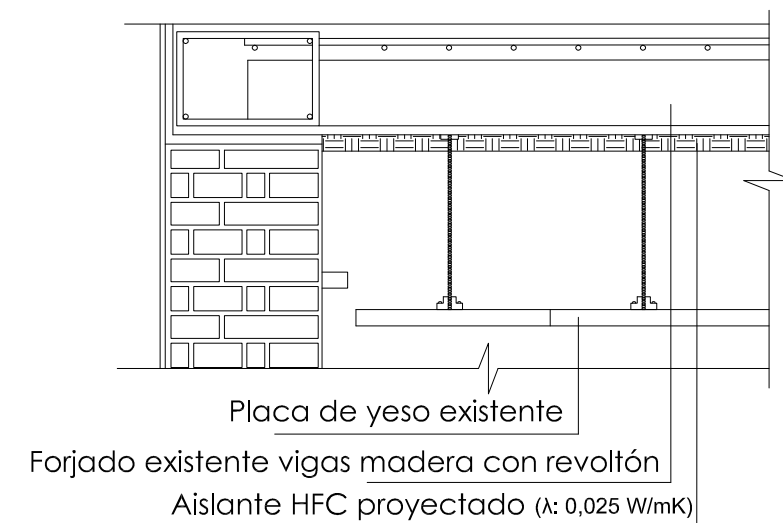 Placa de yeso existente
Forjado existente vigas madera con revoltón
Aislante HFC proyectado (λ: 0,025 W/mK)